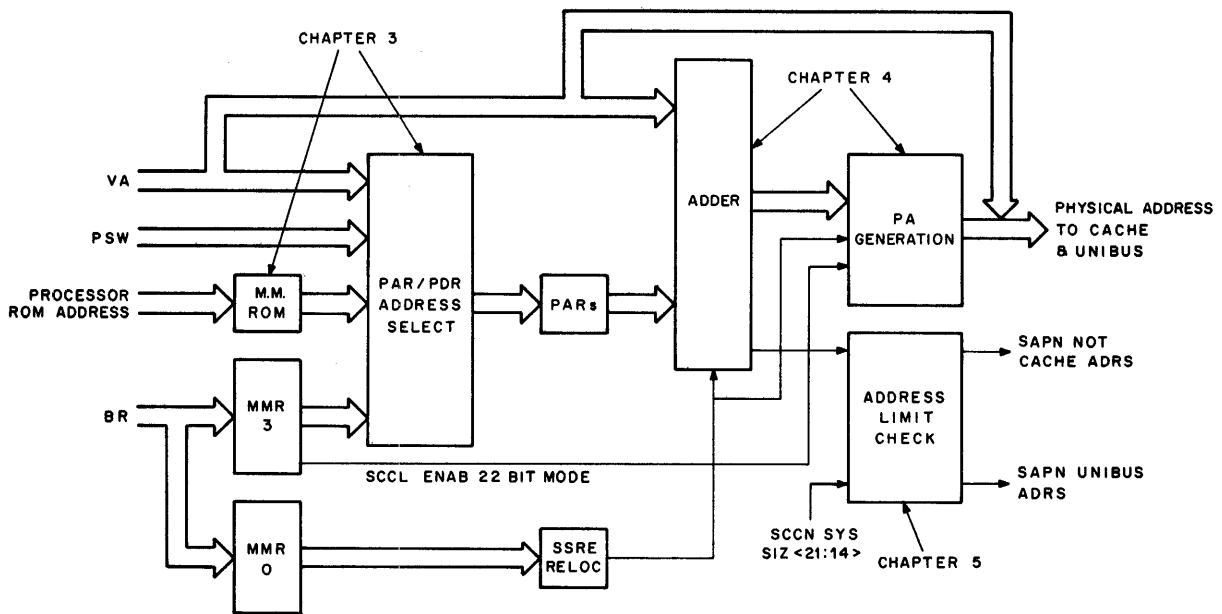 CHAPTER 3
CHAPTER 4
VA
PSW
PROCESSOR
ROM ADDRESS
M.M.
ROM
PAR/PDR
ADDRESS
SELECT
PARs
ADDER
PA
GENERATION
PHYSICAL ADDRESS
TO CACHE
& UNIBUS
BR
MMR
3
SCCL ENAB 22 BIT MODE
MMR
0
SSRE
RELOC
ADDRESS
LIMIT
CHECK
SAPN NOT
CACHE ADRS
SAPN UNIBUS
ADRS
SCCN SYS
SIZ <21:14>
CHAPTER 5